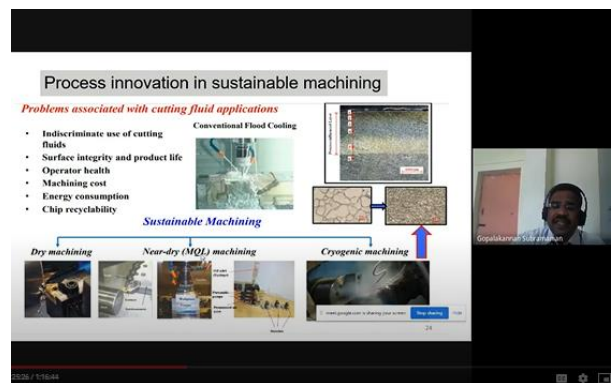 Process innovation in sustainable machining
Problems associated with cutting fluid applications
Conventional Flood Cooling
• Indiscriminate use of cutting
fluids
• Surface integrity and product life
• Operator health
• Machining cost
• Energy consumption
• Chip recyclability
Sustainable Machining
Dry machining
Near-dry (MQL) machining
Cryogenic machining
meet.google.com is sharing your screen.
Stop sharing
Hide
24
Gopalakannan Subramanian
25:26 / 1:16:44